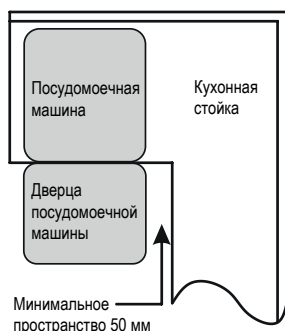 Посудомоечная
машина
Кухонная
стойка
Дверца
посудомоечной
машины
Минимальное
пространство 50 мм